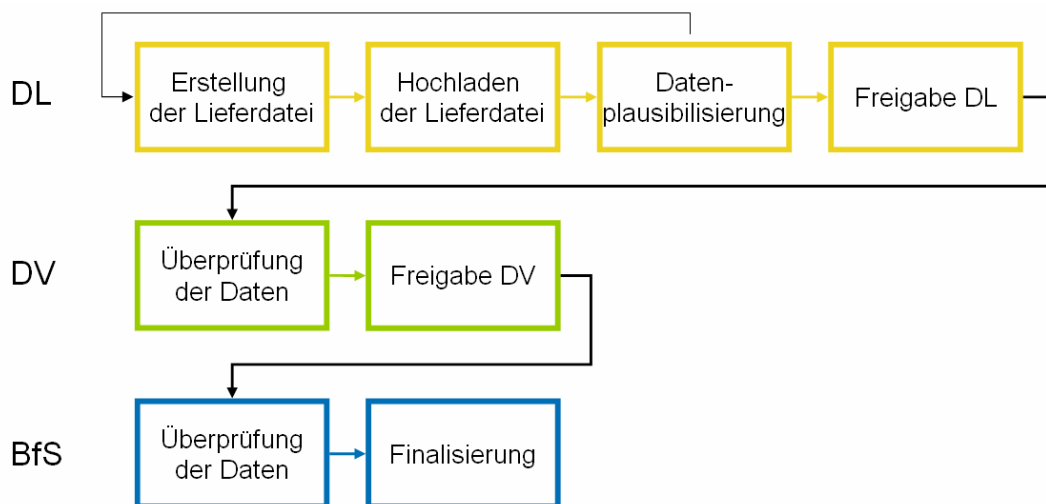 DL
Erstellung
der Lieferdatei
Hochladen
der Lieferdatei
Daten-
plausibilisierung
Freigabe DL
DV
Überprüfung
der Daten
Freigabe DV
BfS
Überprüfung
der Daten
Finalisierung